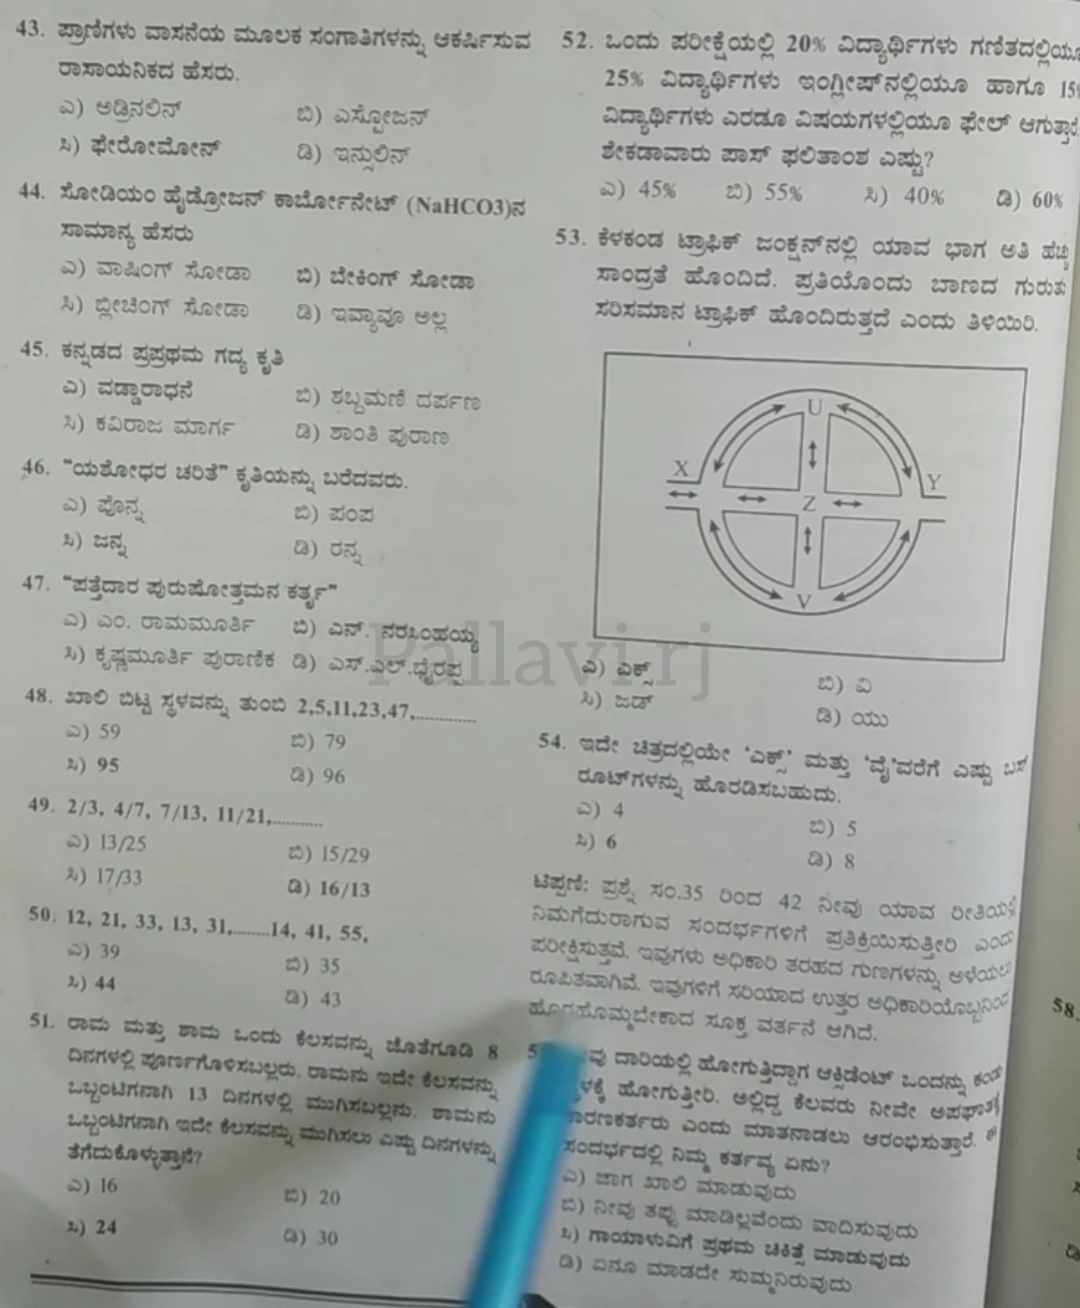 43. ಪ್ರಾಣಿಗಳು ವಾಸನೆಯ ಮೂಲಕ ಸಂಗಾತಿಗಳನ್ನು ಆಕರ್ಷಿಸುವ
ರಾಸಾಯನಿಕದ ಹೆಸರು.
ಎ) ಅಡ್ರಿನಲಿನ್ ಬಿ) ಎಸ್ಟೋಜನ್
ಸಿ) ಫೇರೋಮೋನ್ ಡಿ) ಇನ್ಸುಲಿನ್
44. ಸೋಡಿಯಂ ಹೈಡ್ರೋಜನ್ ಕಾರ್ಬೋನೇಟ್ (NaHCO3)ನ
ಸಾಮಾನ್ಯ ಹೆಸರು
ಎ) ವಾಷಿಂಗ್ ಸೋಡಾ ಬಿ) ಬೇಕಿಂಗ್ ಸೋಡಾ
ಸಿ) ಬ್ಲೀಚಿಂಗ್ ಸೋಡಾ ಡಿ) ಇವ್ಯಾವೂ ಅಲ್ಲ
45. ಕನ್ನಡದ ಪ್ರಪ್ರಥಮ ಗದ್ಯ ಕೃತಿ
ಎ) ವಡ್ಡಾರಾಧನೆ ಬಿ) ಶಬ್ದಮಣಿ ದರ್ಪಣ
ಸಿ) ಕವಿರಾಜ ಮಾರ್ಗ ಡಿ) ಶಾಂತಿ ಪುರಾಣ
46. “ಯಶೋಧರ ಚರಿತೆ” ಕೃತಿಯನ್ನು ಬರೆದವರು.
ಎ) ಪೊನ್ನ ಬಿ) ಪಂಪ
ಸಿ) ಜನ್ನ ಡಿ) ರನ್ನ
47. “ಪತ್ತೆದಾರ ಪುರುಷೋತ್ತಮನ ಕರ್ತೃ”
ಎ) ಎಂ. ರಾಮಮೂರ್ತಿ ಬಿ) ಎನ್. ನರಸಿಂಹಯ್ಯ
ಸಿ) ಕೃಷ್ಣಮೂರ್ತಿ ಪುರಾಣಿಕ ಡಿ) ಎಸ್.ಎಲ್.ಭೈರಪ್ಪ
48. ಖಾಲಿ ಬಿಟ್ಟ ಸ್ಥಳವನ್ನು ತುಂಬಿ 2,5,11,23,47,............
ಎ) 59 ಬಿ) 79
ಸಿ) 95 ಡಿ) 96
49. 2/3, 4/7, 7/13, 11/21,..........
ಎ) 13/25 ಬಿ) 15/29
ಸಿ) 17/33 ಡಿ) 16/13
50. 12, 21, 33, 13, 31,.......14, 41, 55,
ಎ) 39 ಬಿ) 35
ಸಿ) 44 ಡಿ) 43
51. ರಾಮ ಮತ್ತು ಶಾಮ ಒಂದು ಕೆಲಸವನ್ನು ಜೊತೆಗೂಡಿ 8
ದಿನಗಳಲ್ಲಿ ಪೂರ್ಣಗೊಳಿಸಬಲ್ಲರು. ರಾಮನು ಇದೇ ಕೆಲಸವನ್ನು
ಒಬ್ಬಂಟಿಗನಾಗಿ 13 ದಿನಗಳಲ್ಲಿ ಮುಗಿಸಬಲ್ಲನು. ಶಾಮನು
ಒಬ್ಬಂಟಿಗನಾಗಿ ಇದೇ ಕೆಲಸವನ್ನು ಮುಗಿಸಲು ಎಷ್ಟು ದಿನಗಳನ್ನು
ತೆಗೆದುಕೊಳ್ಳುತ್ತಾನೆ?
ಎ) 16 ಬಿ) 20
ಸಿ) 24 ಡಿ) 30
52. ಒಂದು ಪರೀಕ್ಷೆಯಲ್ಲಿ 20% ವಿದ್ಯಾರ್ಥಿಗಳು ಗಣಿತದಲ್ಲಿಯೂ
25% ವಿದ್ಯಾರ್ಥಿಗಳು ಇಂಗ್ಲೀಷ್‌ನಲ್ಲಿಯೂ ಹಾಗೂ 15%
ವಿದ್ಯಾರ್ಥಿಗಳು ಎರಡೂ ವಿಷಯಗಳಲ್ಲಿಯೂ ಫೇಲ್ ಆಗುತ್ತಾರೆ
ಶೇಕಡಾವಾರು ಪಾಸ್ ಫಲಿತಾಂಶ ಎಷ್ಟು?
ಎ) 45% ಬಿ) 55% ಸಿ) 40% ಡಿ) 60%
53. ಕೆಳಕಂಡ ಟ್ರಾಫಿಕ್ ಜಂಕ್ಷನ್‌ನಲ್ಲಿ ಯಾವ ಭಾಗ ಅತಿ ಹೆಚ್ಚು
ಸಾಂದ್ರತೆ ಹೊಂದಿದೆ. ಪ್ರತಿಯೊಂದು ಬಾಣದ ಗುರುತು
ಸರಿಸಮಾನ ಟ್ರಾಫಿಕ್ ಹೊಂದಿರುತ್ತದೆ ಎಂದು ತಿಳಿಯಿರಿ.
U
X Y
Z
V
ಎ) ಎಕ್ಸ್ ಬಿ) ವಿ
ಸಿ) ಜಡ್ ಡಿ) ಯು
54. ಇದೇ ಚಿತ್ರದಲ್ಲಿಯೇ ‘ಎಕ್ಸ್’ ಮತ್ತು ‘ವೈ’ವರೆಗೆ ಎಷ್ಟು ಬಸ್
ರೂಟ್‌ಗಳನ್ನು ಹೊರಡಿಸಬಹುದು.
ಎ) 4 ಬಿ) 5
ಸಿ) 6 ಡಿ) 8
ಟಿಪ್ಪಣಿ: ಪ್ರಶ್ನೆ ಸಂ.35 ರಿಂದ 42 ನೀವು ಯಾವ ರೀತಿಯಲ್ಲಿ
ನಿಮಗೆದುರಾಗುವ ಸಂದರ್ಭಗಳಿಗೆ ಪ್ರತಿಕ್ರಿಯಿಸುತ್ತೀರಿ ಎಂದು
ಪರೀಕ್ಷಿಸುತ್ತವೆ. ಇವುಗಳು ಅಧಿಕಾರಿ ತರಹದ ಗುಣಗಳನ್ನು ಅಳೆಯಲು
ರೂಪಿತವಾಗಿವೆ. ಇವುಗಳಿಗೆ ಸರಿಯಾದ ಉತ್ತರ ಅಧಿಕಾರಿಯೊಬ್ಬನಿಂದ
ಹೊರಹೊಮ್ಮಬೇಕಾದ ಸೂಕ್ತ ವರ್ತನೆ ಆಗಿದೆ.
ದಾರಿಯಲ್ಲಿ ಹೋಗುತ್ತಿದ್ದಾಗ ಆಕ್ಸಿಡೆಂಟ್ ಒಂದನ್ನು ಕಂಡು
ಹೋಗುತ್ತೀರಿ. ಅಲ್ಲಿದ್ದ ಕೆಲವರು ನೀವೇ ಅಪಘಾತಕ್ಕೆ
ಎಂದು ಮಾತನಾಡಲು ಆರಂಭಿಸುತ್ತಾರೆ. ಈ
ಸಂದರ್ಭದಲ್ಲಿ ನಿಮ್ಮ ಕರ್ತವ್ಯ ಏನು?
ಎ) ಜಾಗ ಖಾಲಿ ಮಾಡುವುದು
ಬಿ) ನೀವು ತಪ್ಪು ಮಾಡಿಲ್ಲವೆಂದು ವಾದಿಸುವುದು
ಸಿ) ಗಾಯಾಳುವಿಗೆ ಪ್ರಥಮ ಚಿಕಿತ್ಸೆ ಮಾಡುವುದು
ಡಿ) ಏನೂ ಮಾಡದೇ ಸುಮ್ಮನಿರುವುದು
58.
Pallavi rj